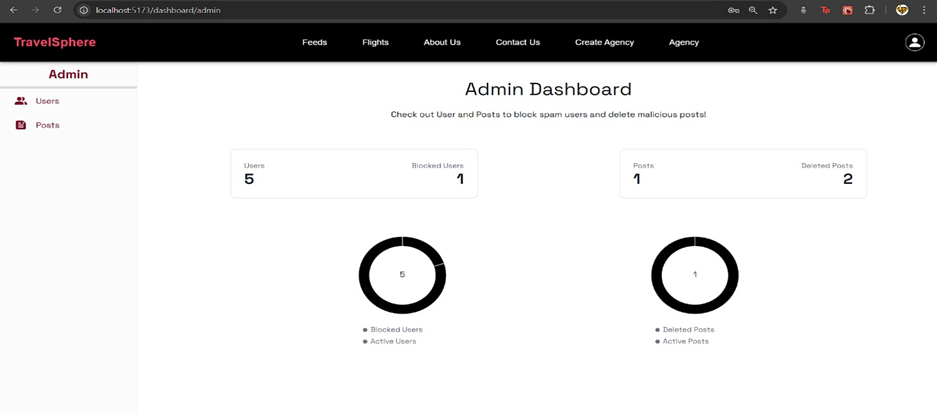 localhost:5173/dashboard/admin
TravelSphere
Feeds Flights About Us Contact Us Create Agency Agency
Admin
Users
Posts
Admin Dashboard
Check out User and Posts to block spam users and delete malicious posts!
Users Blocked Users
5 1
Posts Deleted Posts
1 2
5
Blocked Users
Active Users
1
Deleted Posts
Active Posts